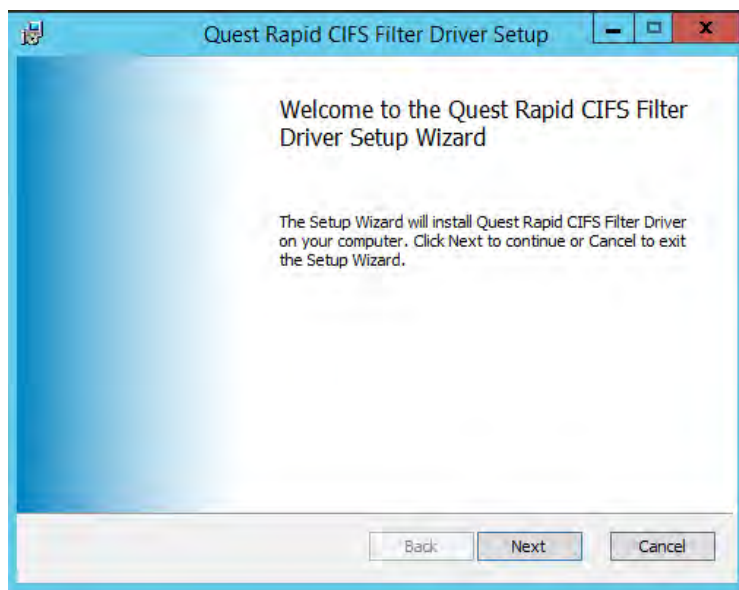 Quest Rapid CIFS Filter Driver Setup
Welcome to the Quest Rapid CIFS Filter
Driver Setup Wizard
The Setup Wizard will install Quest Rapid CIFS Filter Driver
on your computer. Click Next to continue or Cancel to exit
the Setup Wizard.
Back Next Cancel